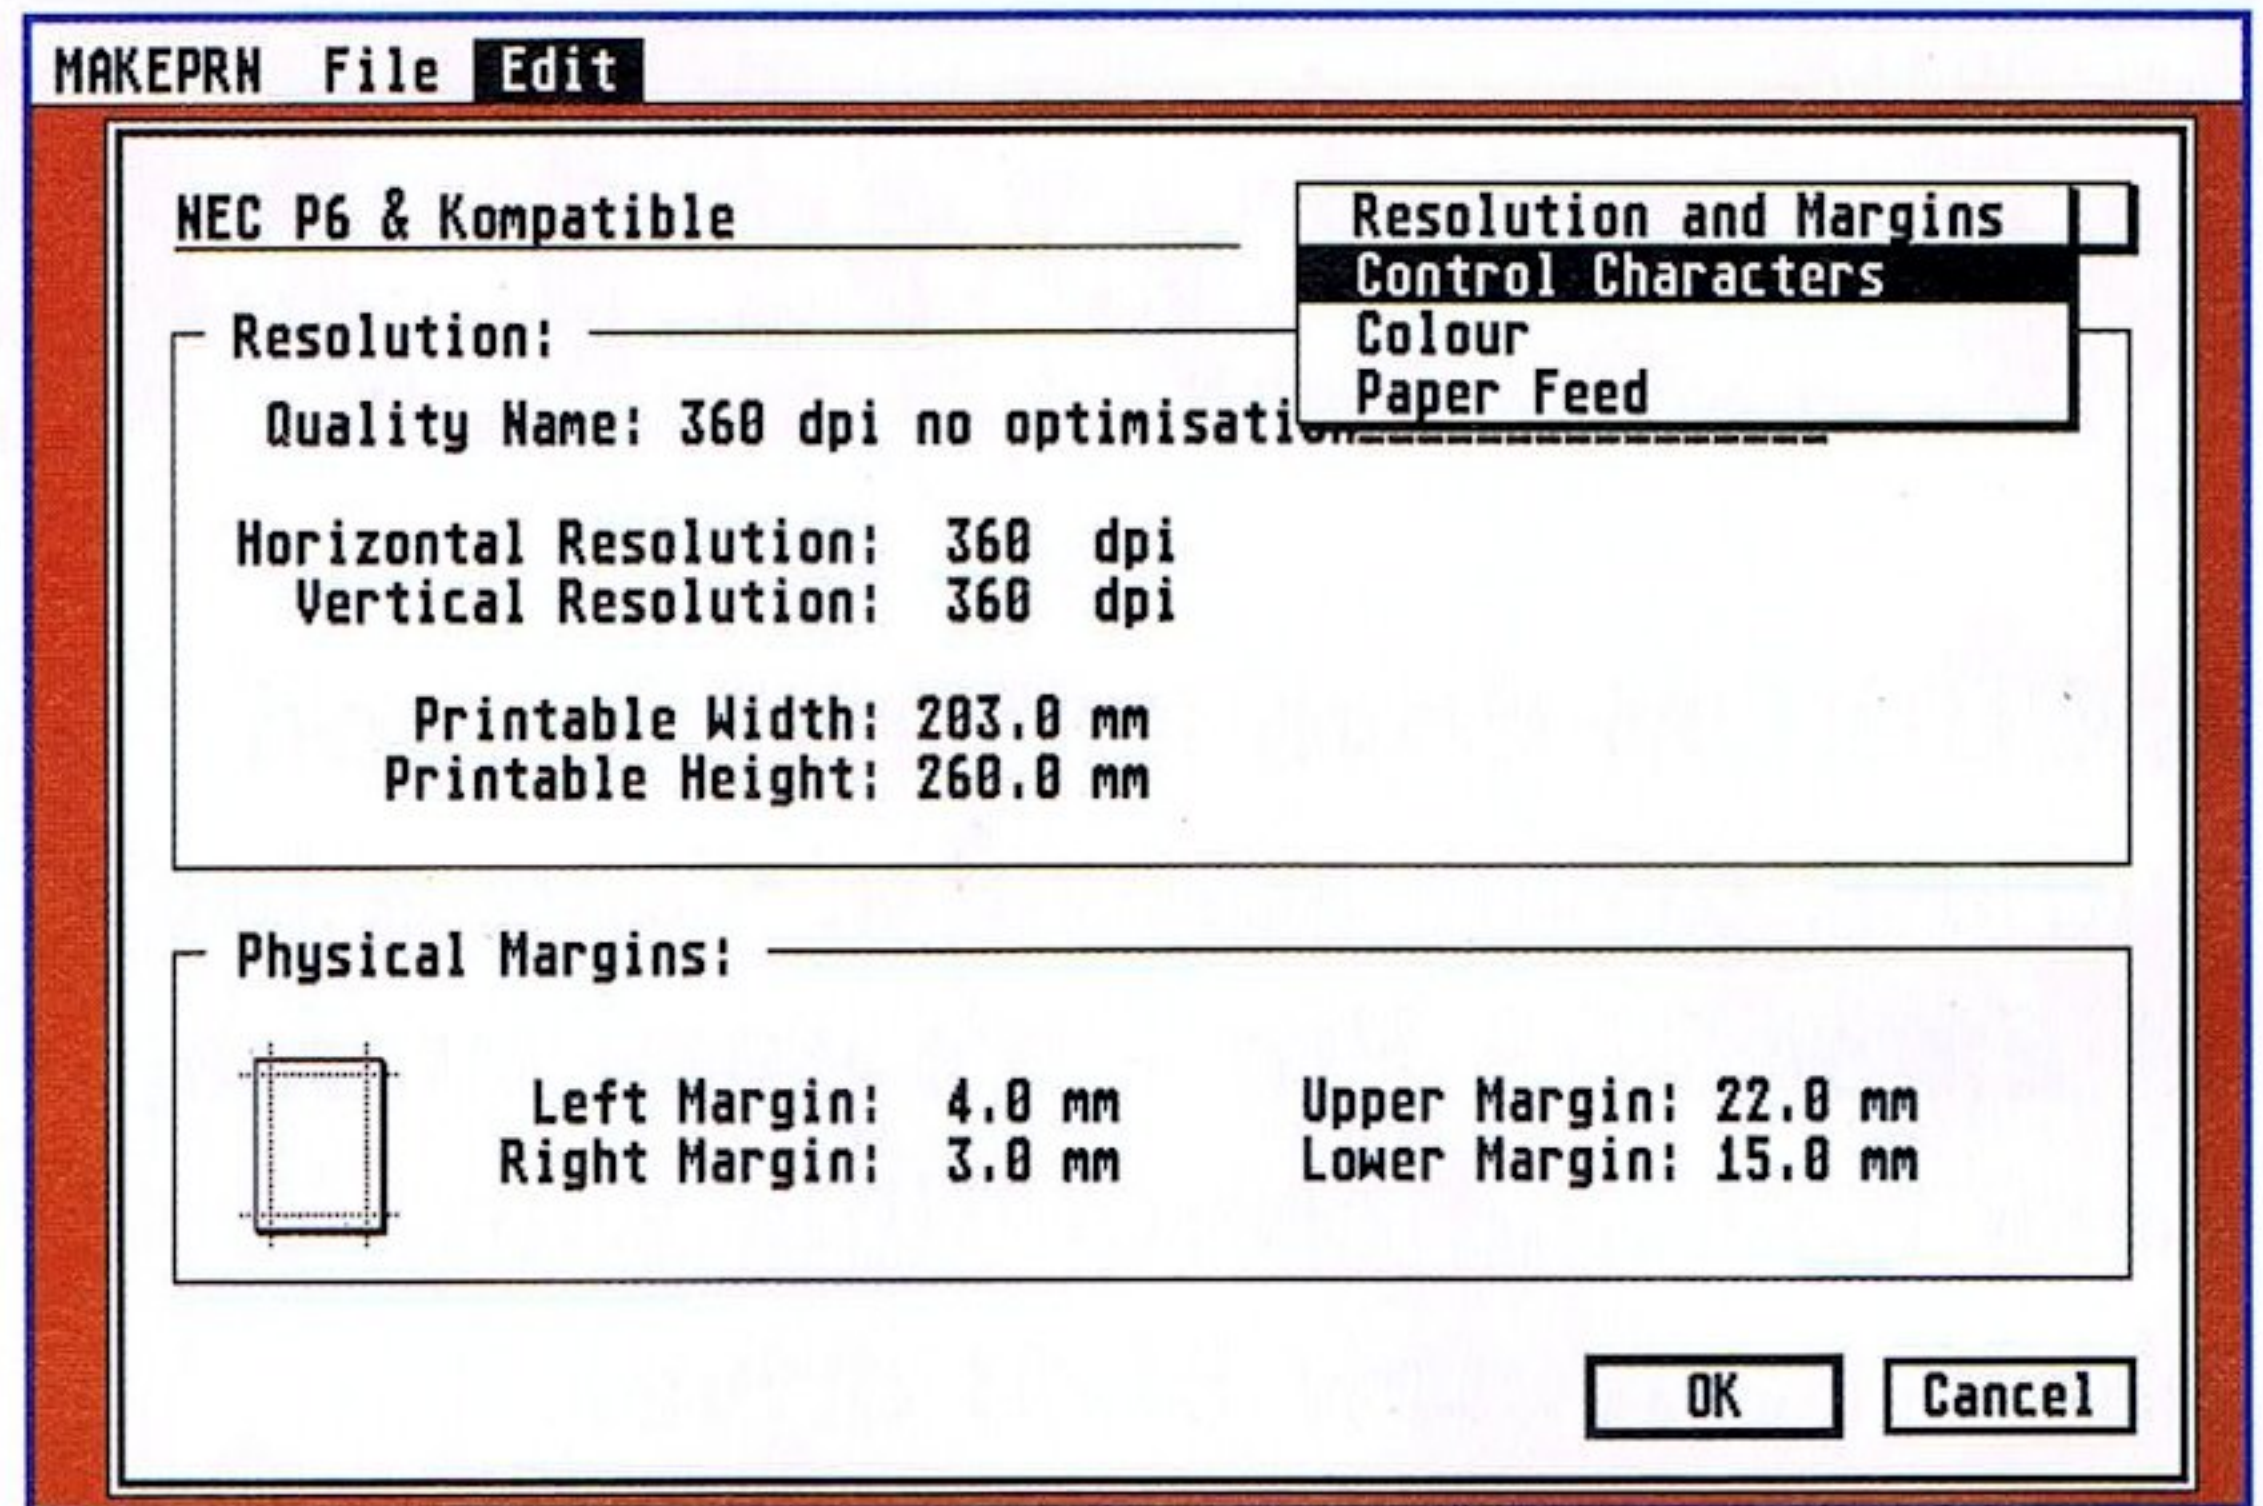 MAKEPRN File Edit
NEC P6 & Kompatible
Resolution and Margins
Control Characters
Colour
Paper Feed
Resolution:
Quality Name: 360 dpi no optimisation
Horizontal Resolution: 360 dpi
Vertical Resolution: 360 dpi
Printable Width: 203.0 mm
Printable Height: 260.0 mm
Physical Margins:
Left Margin: 4.0 mm
Right Margin: 3.0 mm
Upper Margin: 22.0 mm
Lower Margin: 15.0 mm
OK
Cancel